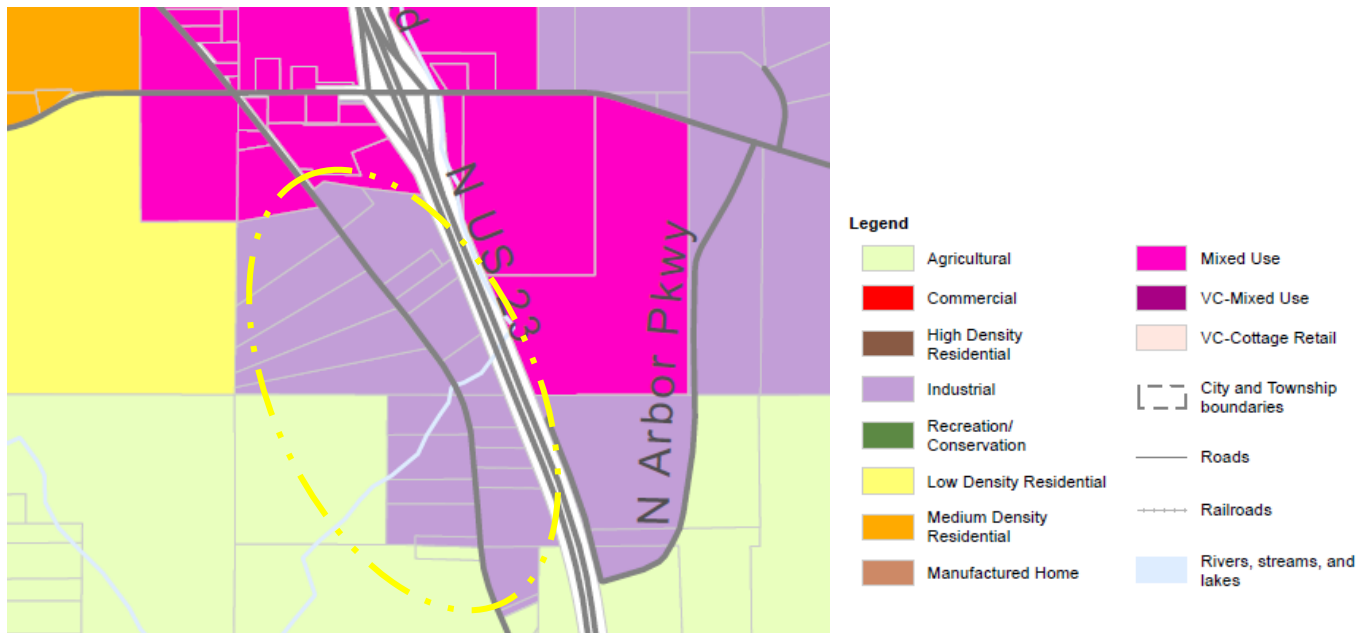 N US 23
N Arbor Pkwy
Legend
Agricultural
Commercial
High Density
Residential
Industrial
Recreation/
Conservation
Low Density Residential
Medium Density
Residential
Manufactured Home
Mixed Use
VC-Mixed Use
VC-Cottage Retail
City and Township
boundaries
Roads
Railroads
Rivers, streams, and
lakes